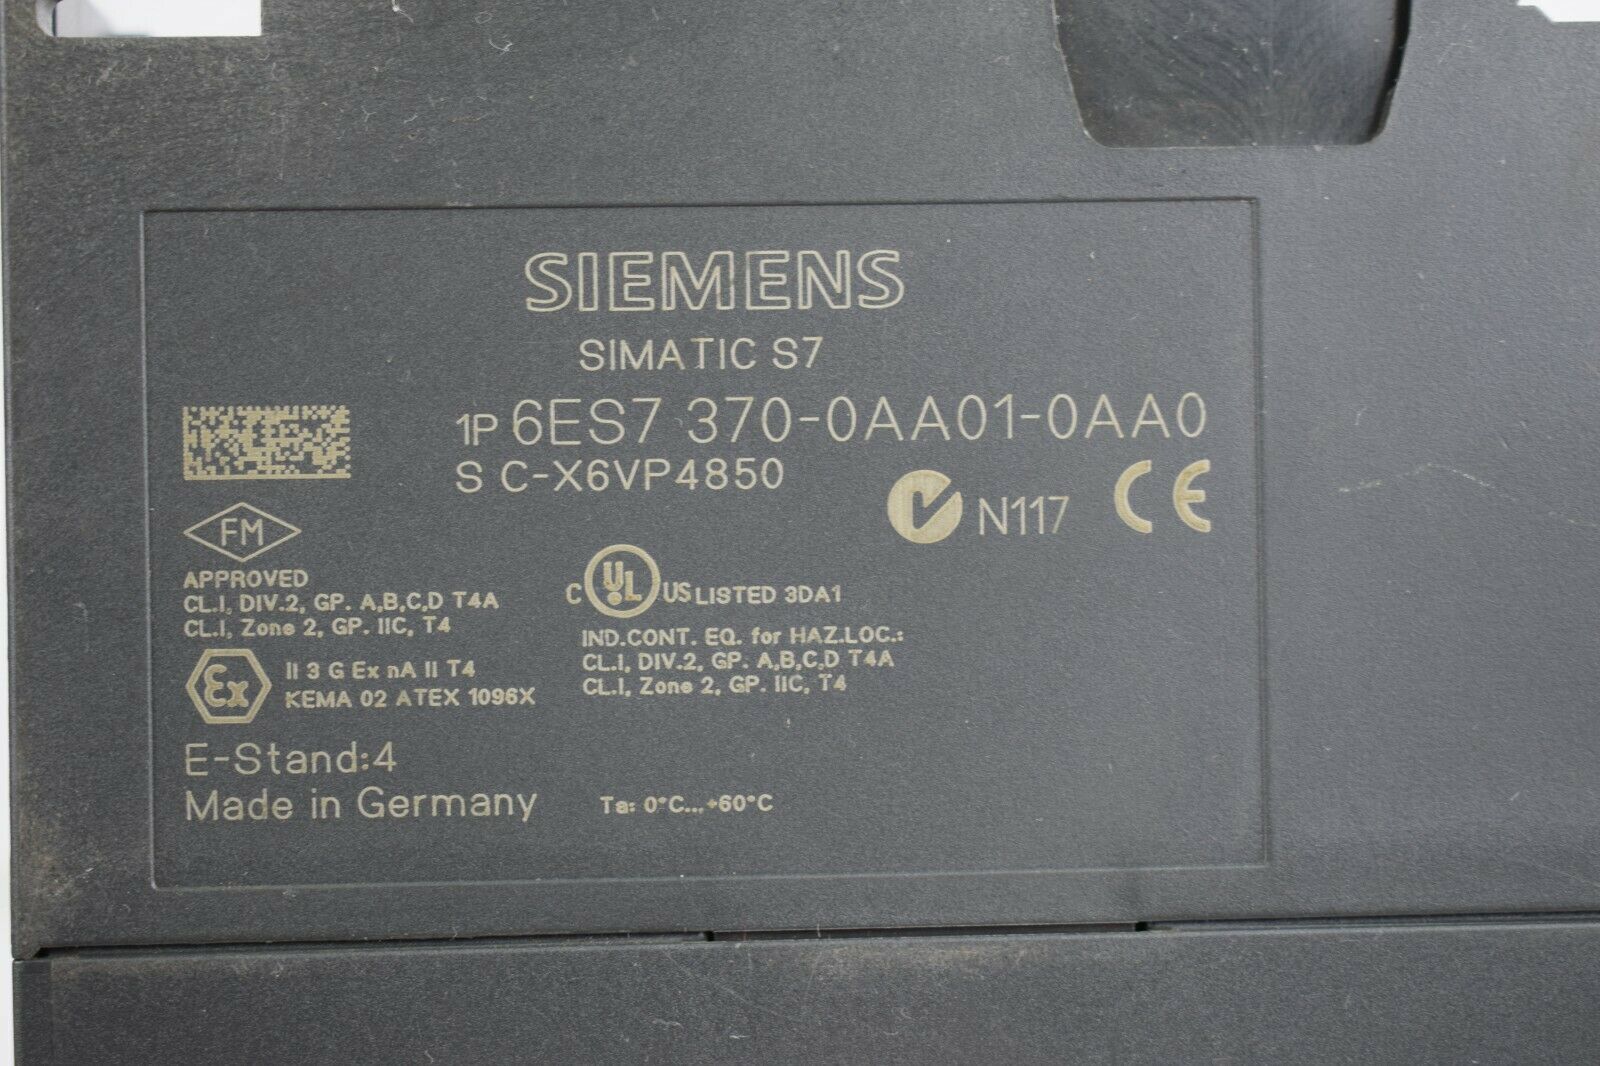 SIEMENS
SIMATIC S7
1P 6ES7 370-0AA01-0AA0
S C-X6VP4850
N117 CE
FM
APPROVED
CL.I, DIV.2, GP. A,B,C,D T4A
CL.I, Zone 2, GP. IIC, T4
C UL US LISTED 3DA1
IND.CONT. EQ. for HAZ.LOC.:
CL.I, DIV.2, GP. A,B,C,D T4A
CL.I, Zone 2, GP. IIC, T4
Ex II 3 G Ex nA II T4
KEMA 02 ATEX 1096X
E-Stand:4
Made in Germany
Ta: 0°C...+60°C